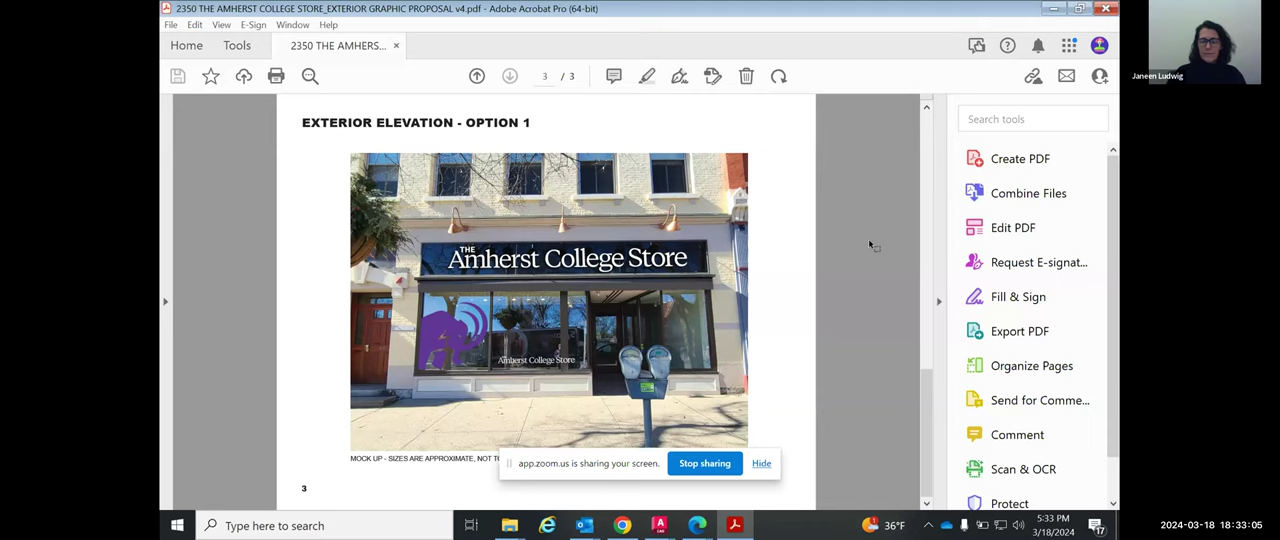 2350 THE AMHERST COLLEGE STORE_EXTERIOR GRAPHIC PROPOSAL v4.pdf - Adobe Acrobat Pro (64-bit)
File Edit View E-Sign Window Help
Home Tools 2350 THE AMHERS...
3 / 3
Search tools
EXTERIOR ELEVATION - OPTION 1
THE
Amherst College Store
Amherst College Store
MOCK UP - SIZES ARE APPROXIMATE, NOT TO
3
app.zoom.us is sharing your screen. Stop sharing Hide
Create PDF
Combine Files
Edit PDF
Request E-signat...
Fill & Sign
Export PDF
Organize Pages
Send for Comme...
Comment
Scan & OCR
Protect
Janeen Ludwig
Type here to search
36°F
5:33 PM
3/18/2024
17
2024-03-18 18:33:05